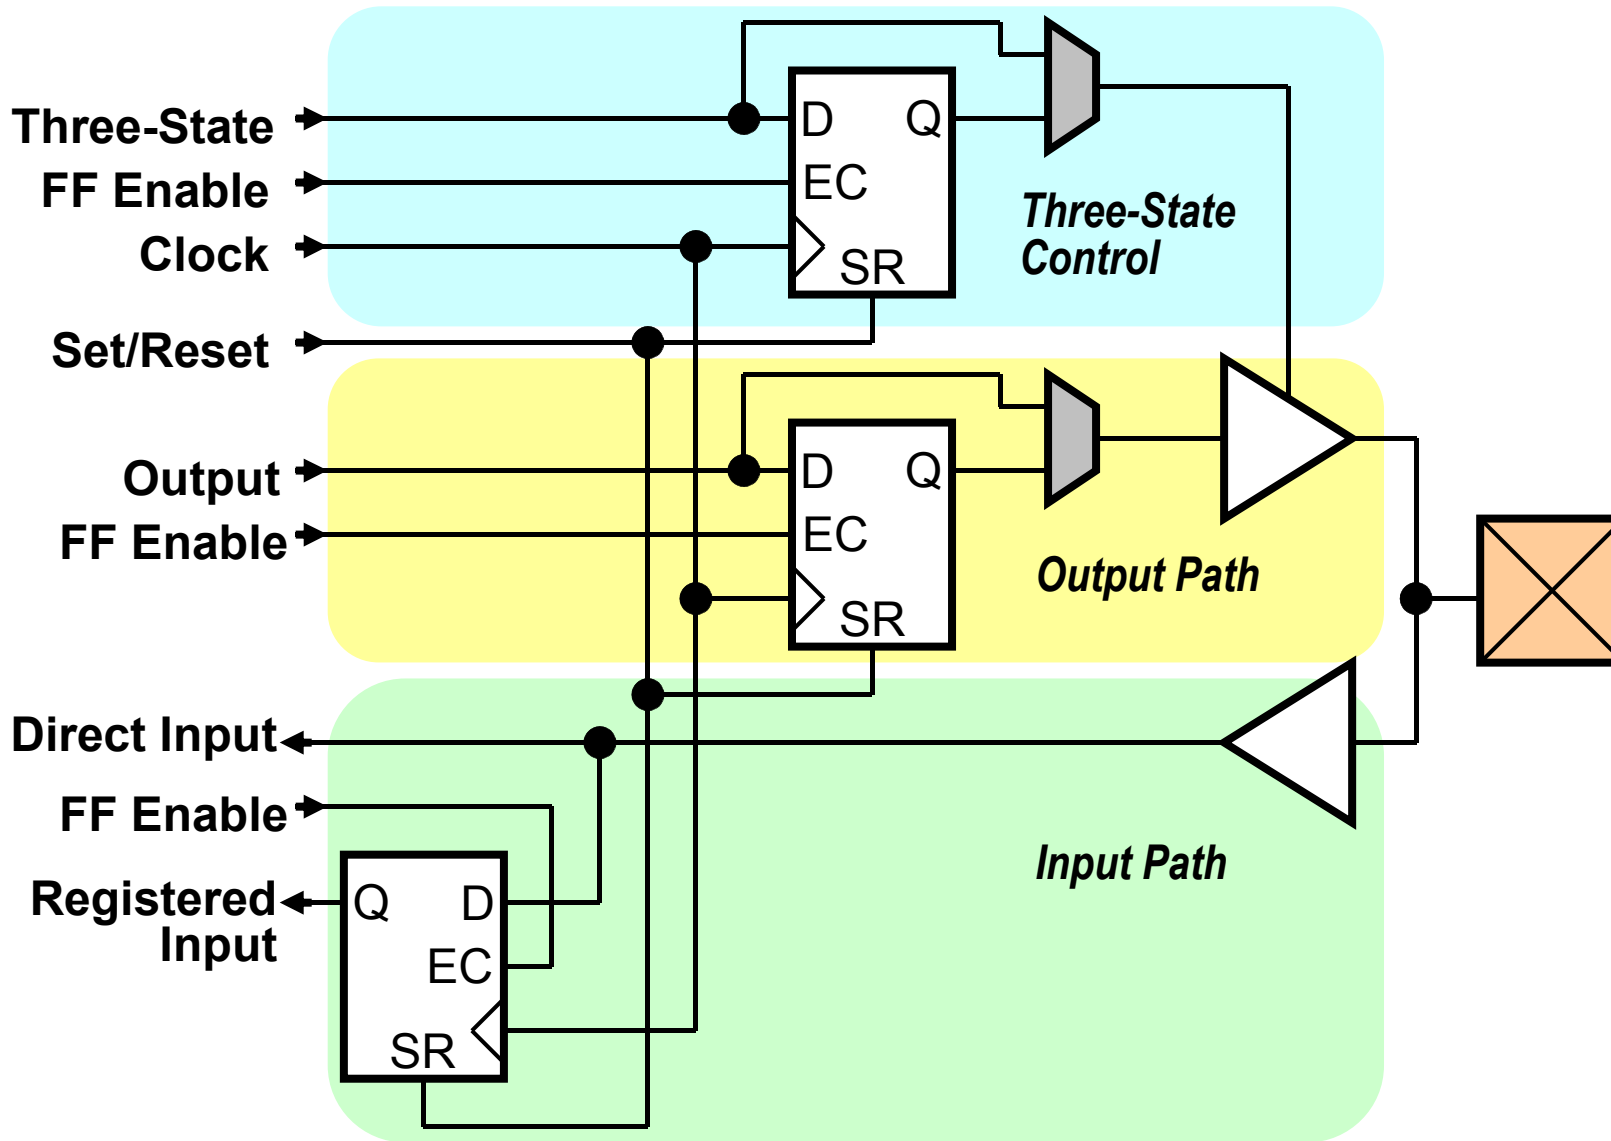 Three-State
D
Q
FF Enable
EC
Clock
SR
Three-State
Control
Set/Reset
Output
D
Q
FF Enable
EC
SR
Output Path
Direct Input
FF Enable
Input Path
Registered
Input
Q
D
EC
SR